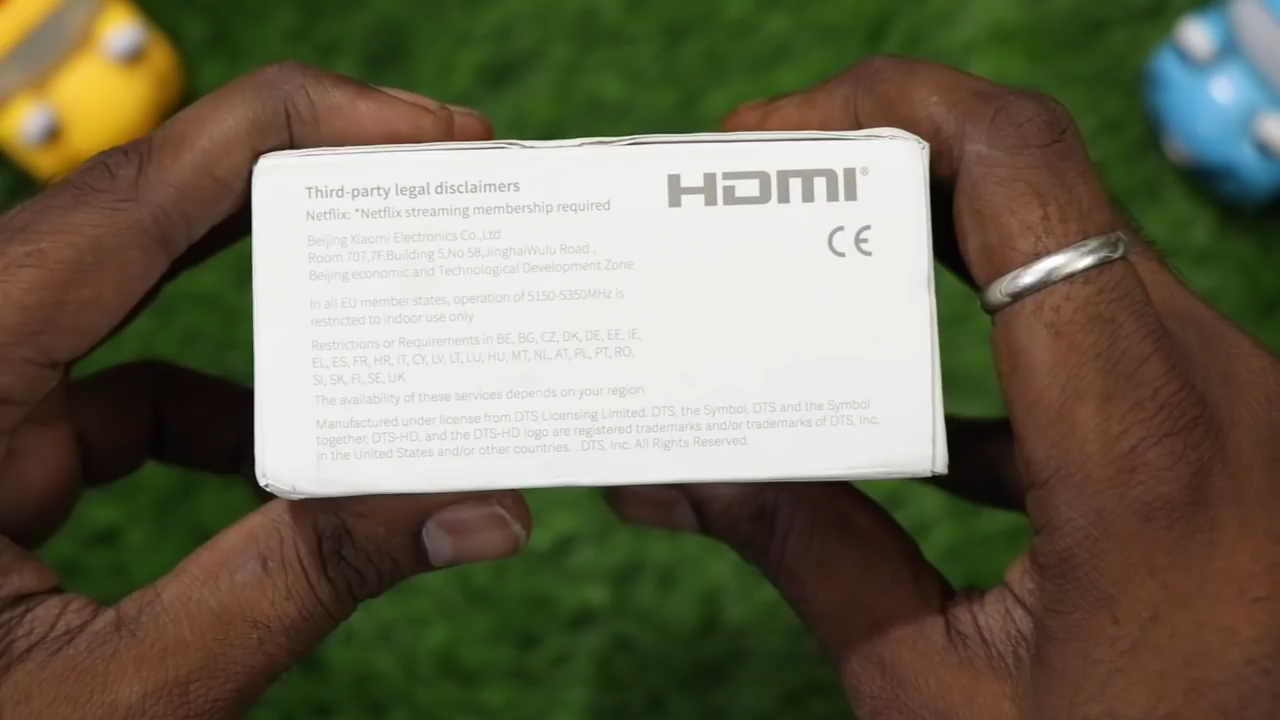 Third-party legal disclaimers
Netflix: *Netflix streaming membership required
HDMI®
CE
Beijing Xiaomi Electronics Co.,Ltd
Room 707,7F,Building 5,No 58,JinghaiWulu Road ,
Beijing economic and Technological Development Zone
In all EU member states, operation of 5150-5350MHz is
restricted to indoor use only
Restrictions or Requirements in BE, BG, CZ, DK, DE, EE, IE,
EL, ES, FR, HR, IT, CY, LV, LT, LU, HU, MT, NL, AT, PL, PT, RO,
SI, SK, FI, SE, UK
The availability of these services depends on your region
Manufactured under license from DTS Licensing Limited. DTS, the Symbol, DTS and the Symbol
together, DTS-HD, and the DTS-HD logo are registered trademarks and/or trademarks of DTS, Inc.
in the United States and/or other countries. . DTS, Inc. All Rights Reserved.